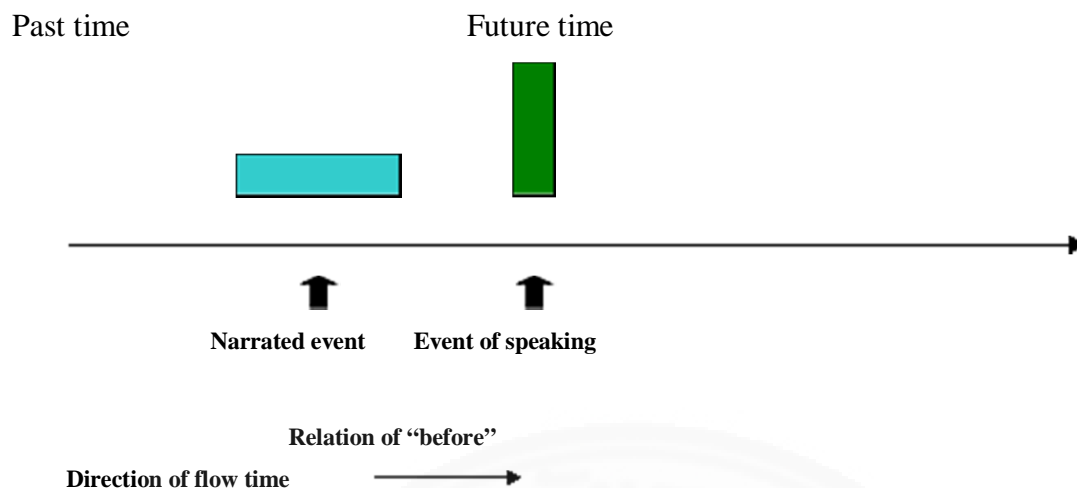 Past time Future time
Narrated event Event of speaking
Relation of “before”
Direction of flow time